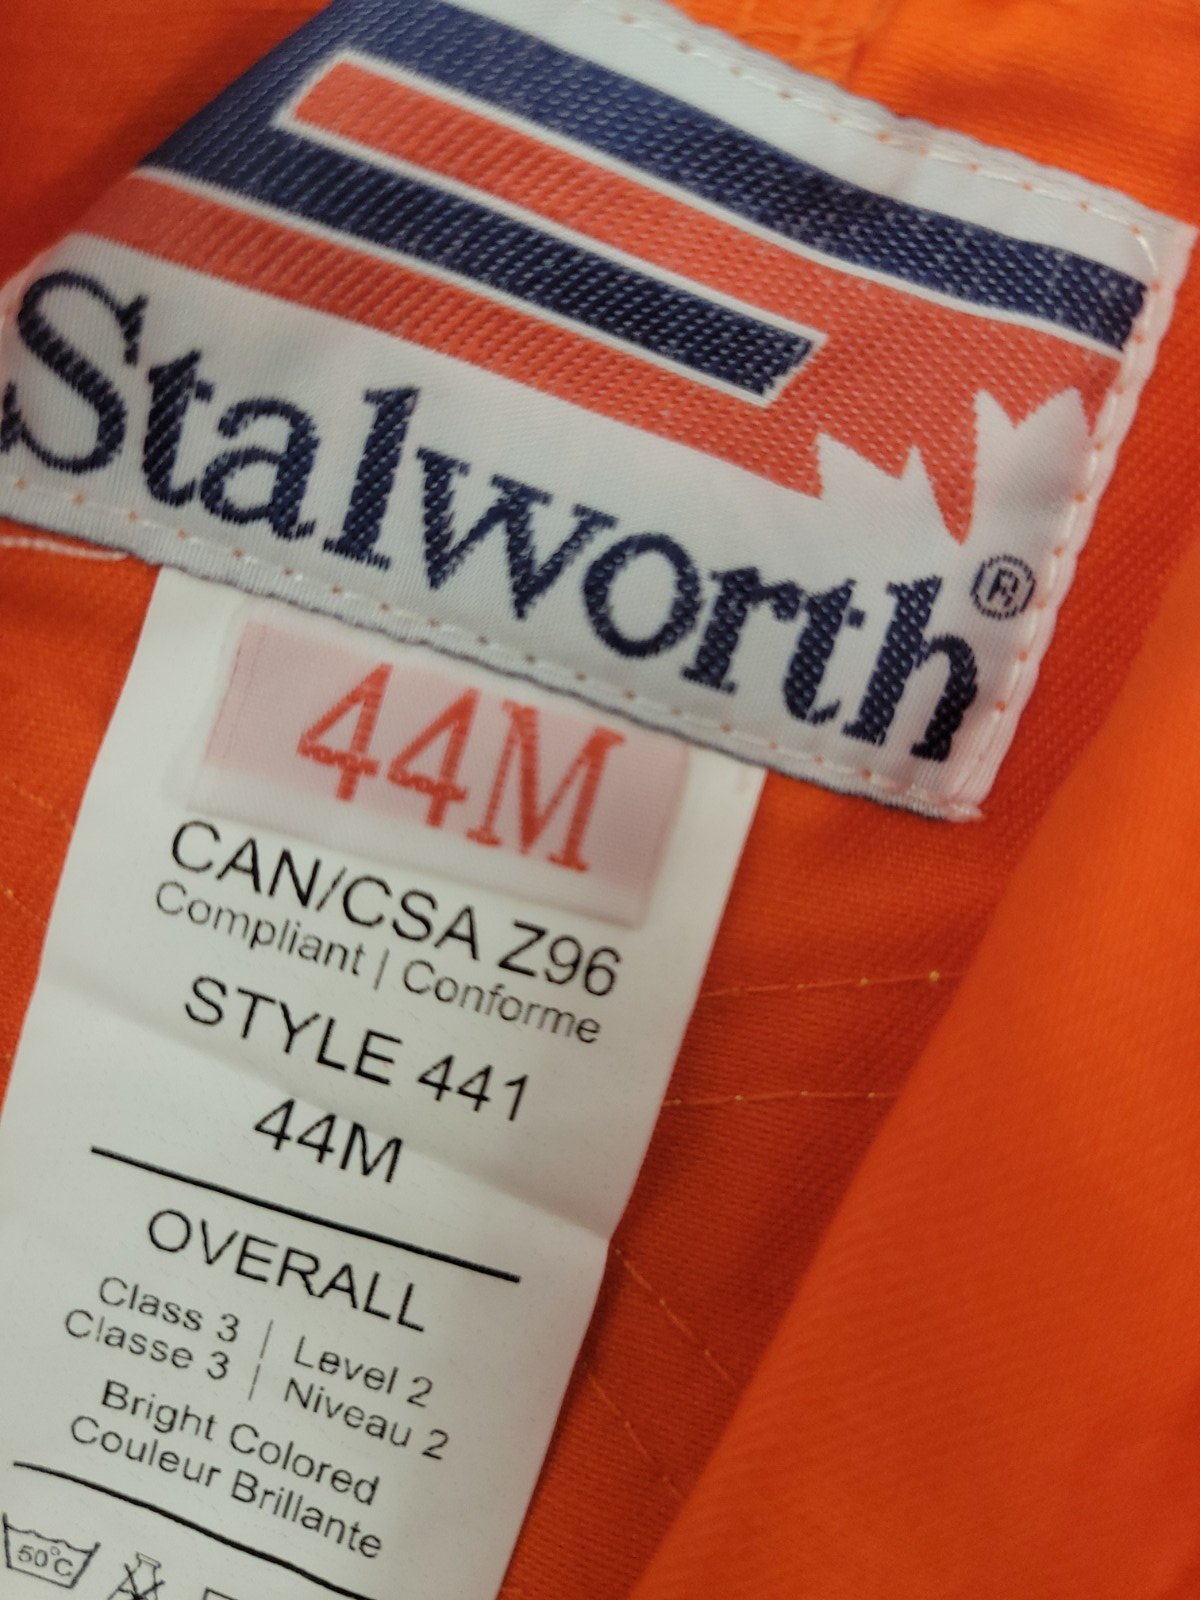 Stalworth®
44M
CAN/CSA Z96
Compliant | Conforme
STYLE 441
44M
OVERALL
Class 3 | Level 2
Classe 3 | Niveau 2
Bright Colored
Couleur Brillante
50°C